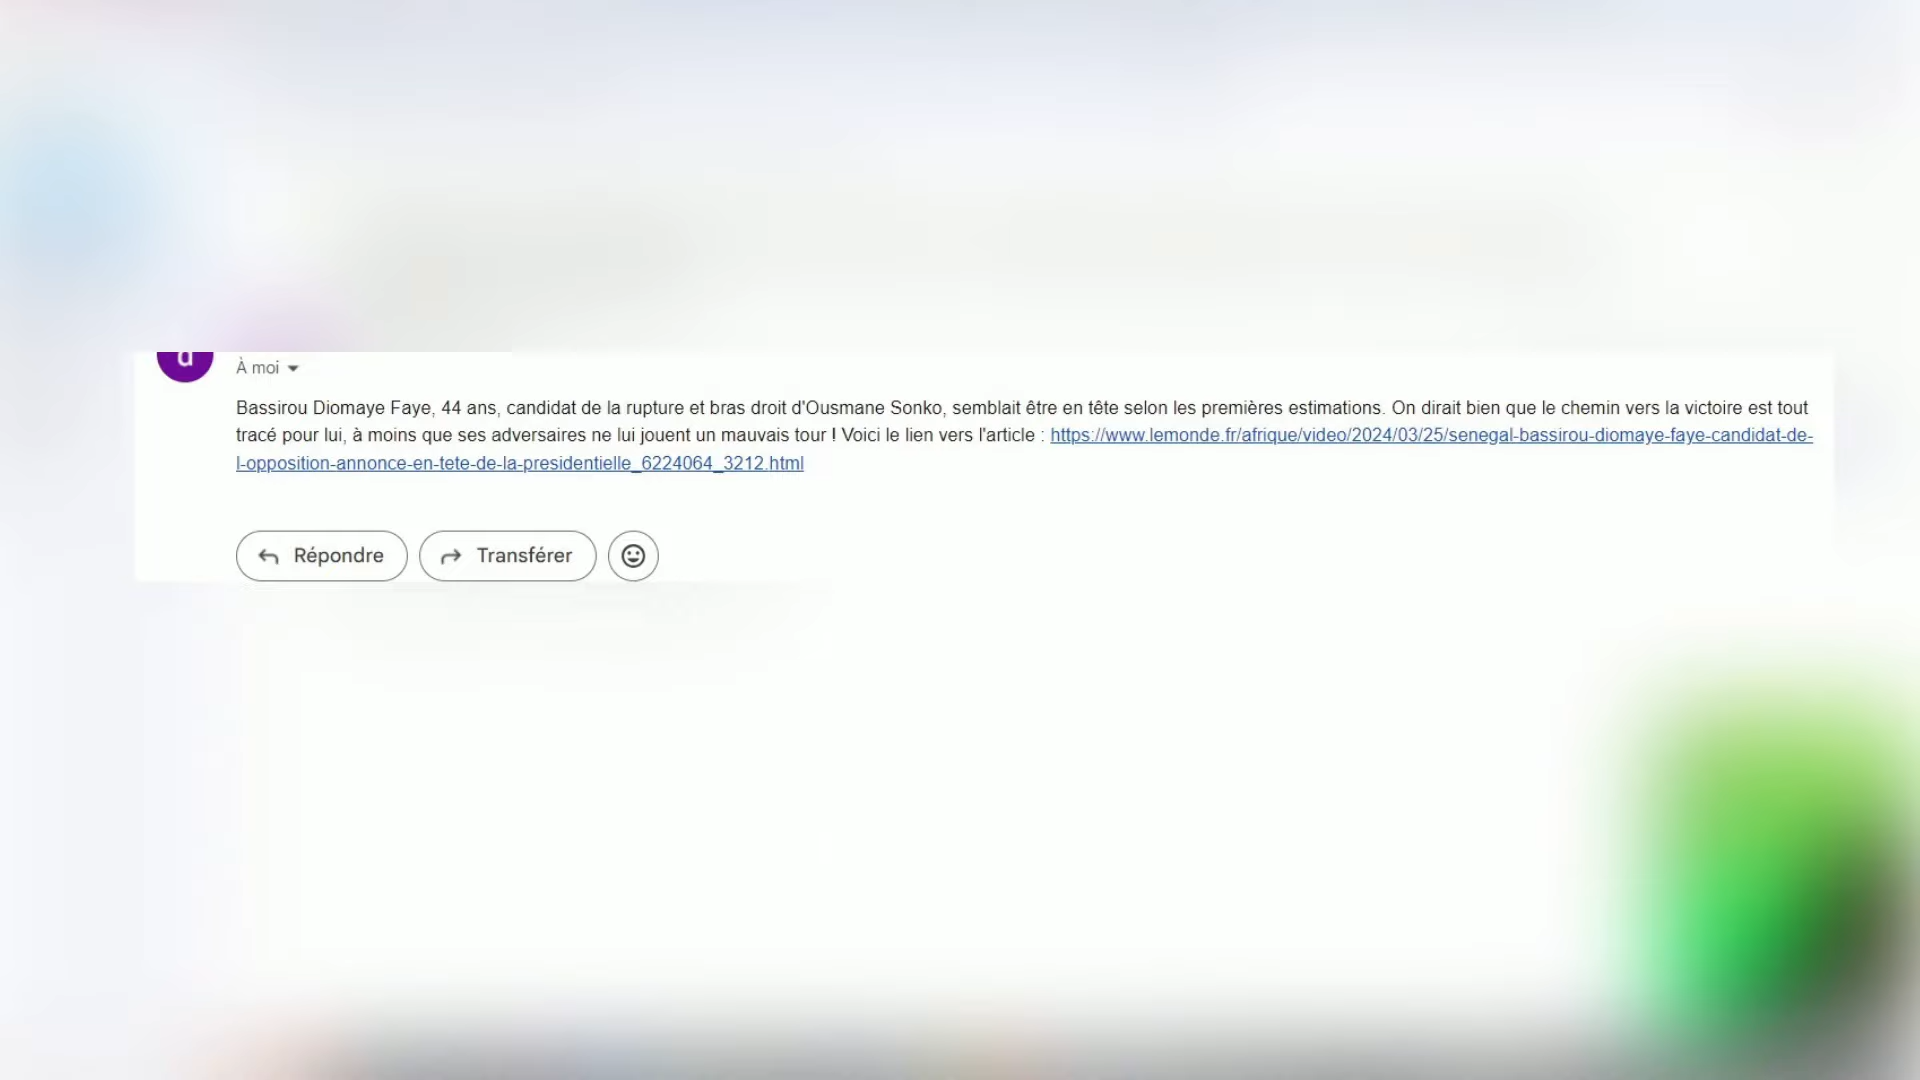 À moi
Bassirou Diomaye Faye, 44 ans, candidat de la rupture et bras droit d'Ousmane Sonko, semblait être en tête selon les premières estimations. On dirait bien que le chemin vers la victoire est tout
tracé pour lui, à moins que ses adversaires ne lui jouent un mauvais tour ! Voici le lien vers l'article : https://www.lemonde.fr/afrique/video/2024/03/25/senegal-bassirou-diomaye-faye-candidat-de-
l-opposition-annonce-en-tete-de-la-presidentielle_6224064_3212.html
Répondre Transférer